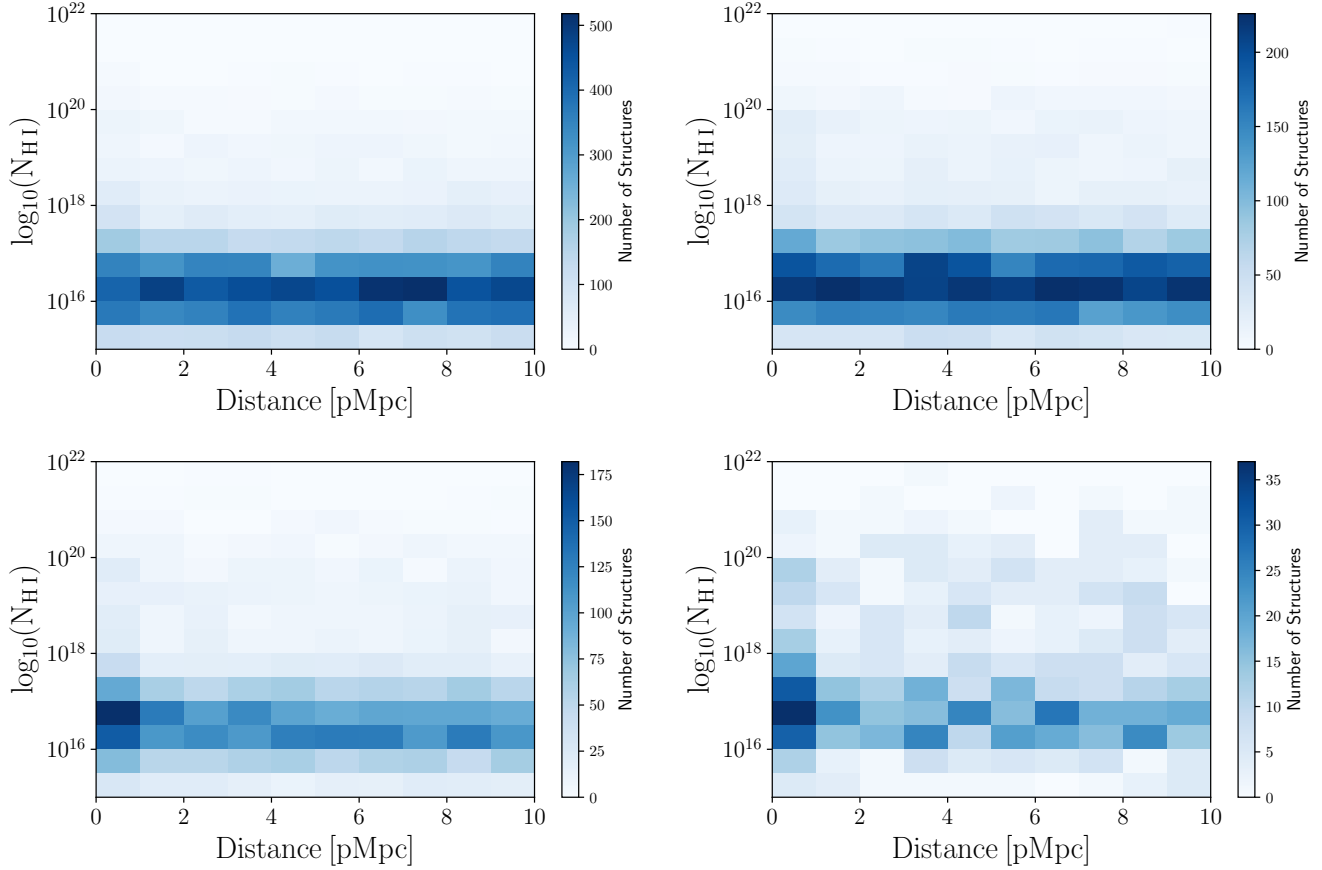 10^22
10^20
10^18
10^16
log10(N_HI)
0 2 4 6 8 10
Distance [pMpc]
500
400
300
200
100
0
Number of Structures
10^22
10^20
10^18
10^16
log10(N_HI)
0 2 4 6 8 10
Distance [pMpc]
200
150
100
50
0
Number of Structures
10^22
10^20
10^18
10^16
log10(N_HI)
0 2 4 6 8 10
Distance [pMpc]
175
150
125
100
75
50
25
0
Number of Structures
10^22
10^20
10^18
10^16
log10(N_HI)
0 2 4 6 8 10
Distance [pMpc]
35
30
25
20
15
10
5
0
Number of Structures